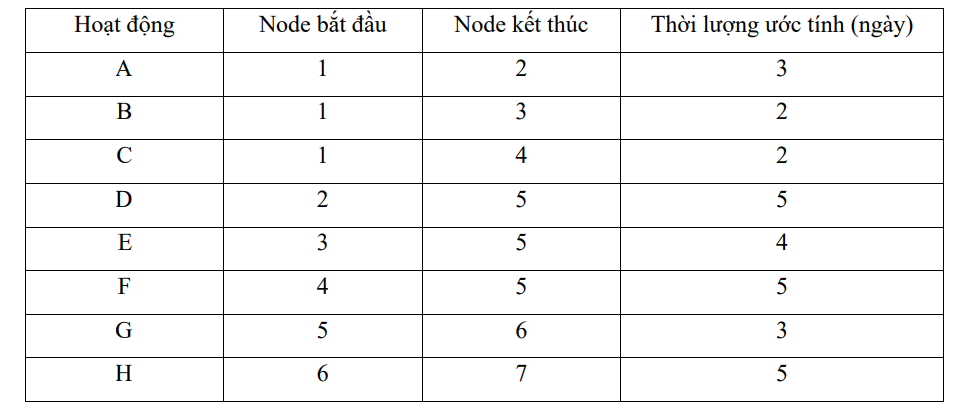 Hoạt động Node bắt đầu Node kết thúc Thời lượng ước tính (ngày)
A 1 2 3
B 1 3 2
C 1 4 2
D 2 5 5
E 3 5 4
F 4 5 5
G 5 6 3
H 6 7 5